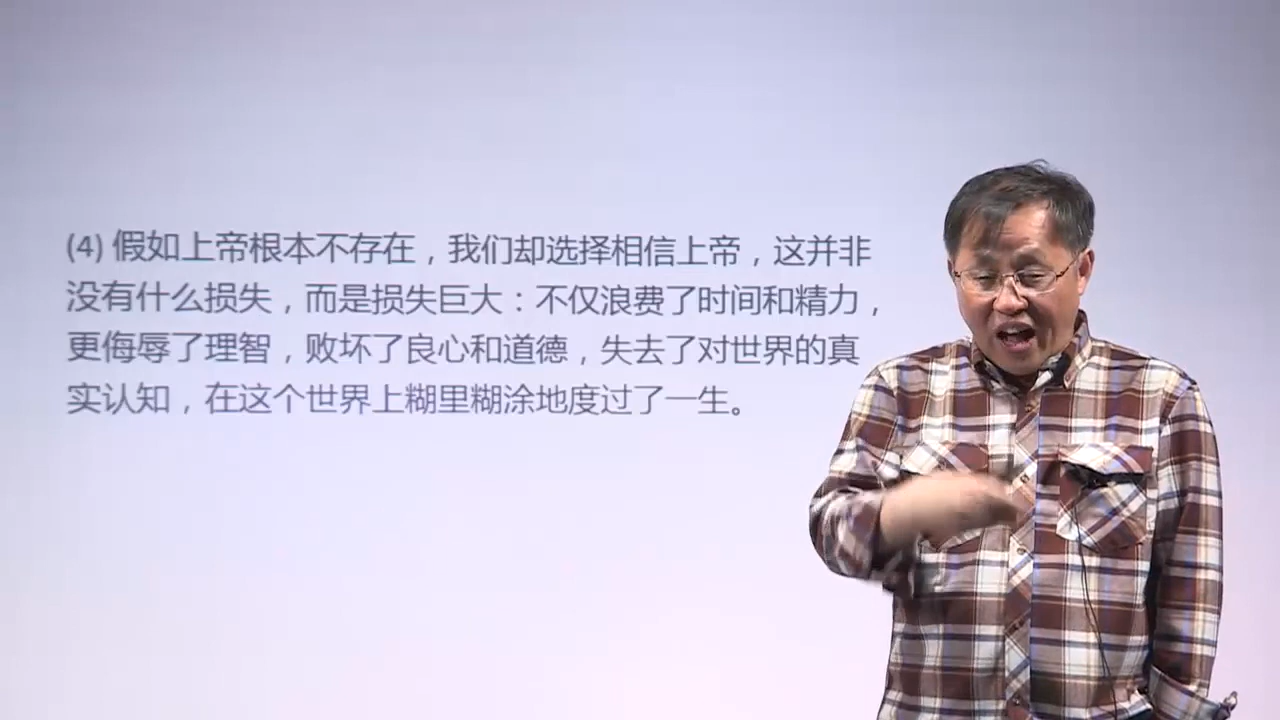 (4) 假如上帝根本不存在，我们却选择相信上帝，这并非
没有什么损失，而是损失巨大：不仅浪费了时间和精力，
更侮辱了理智，败坏了良心和道德，失去了对世界的真
实认知，在这个世界上糊里糊涂地度过了一生。